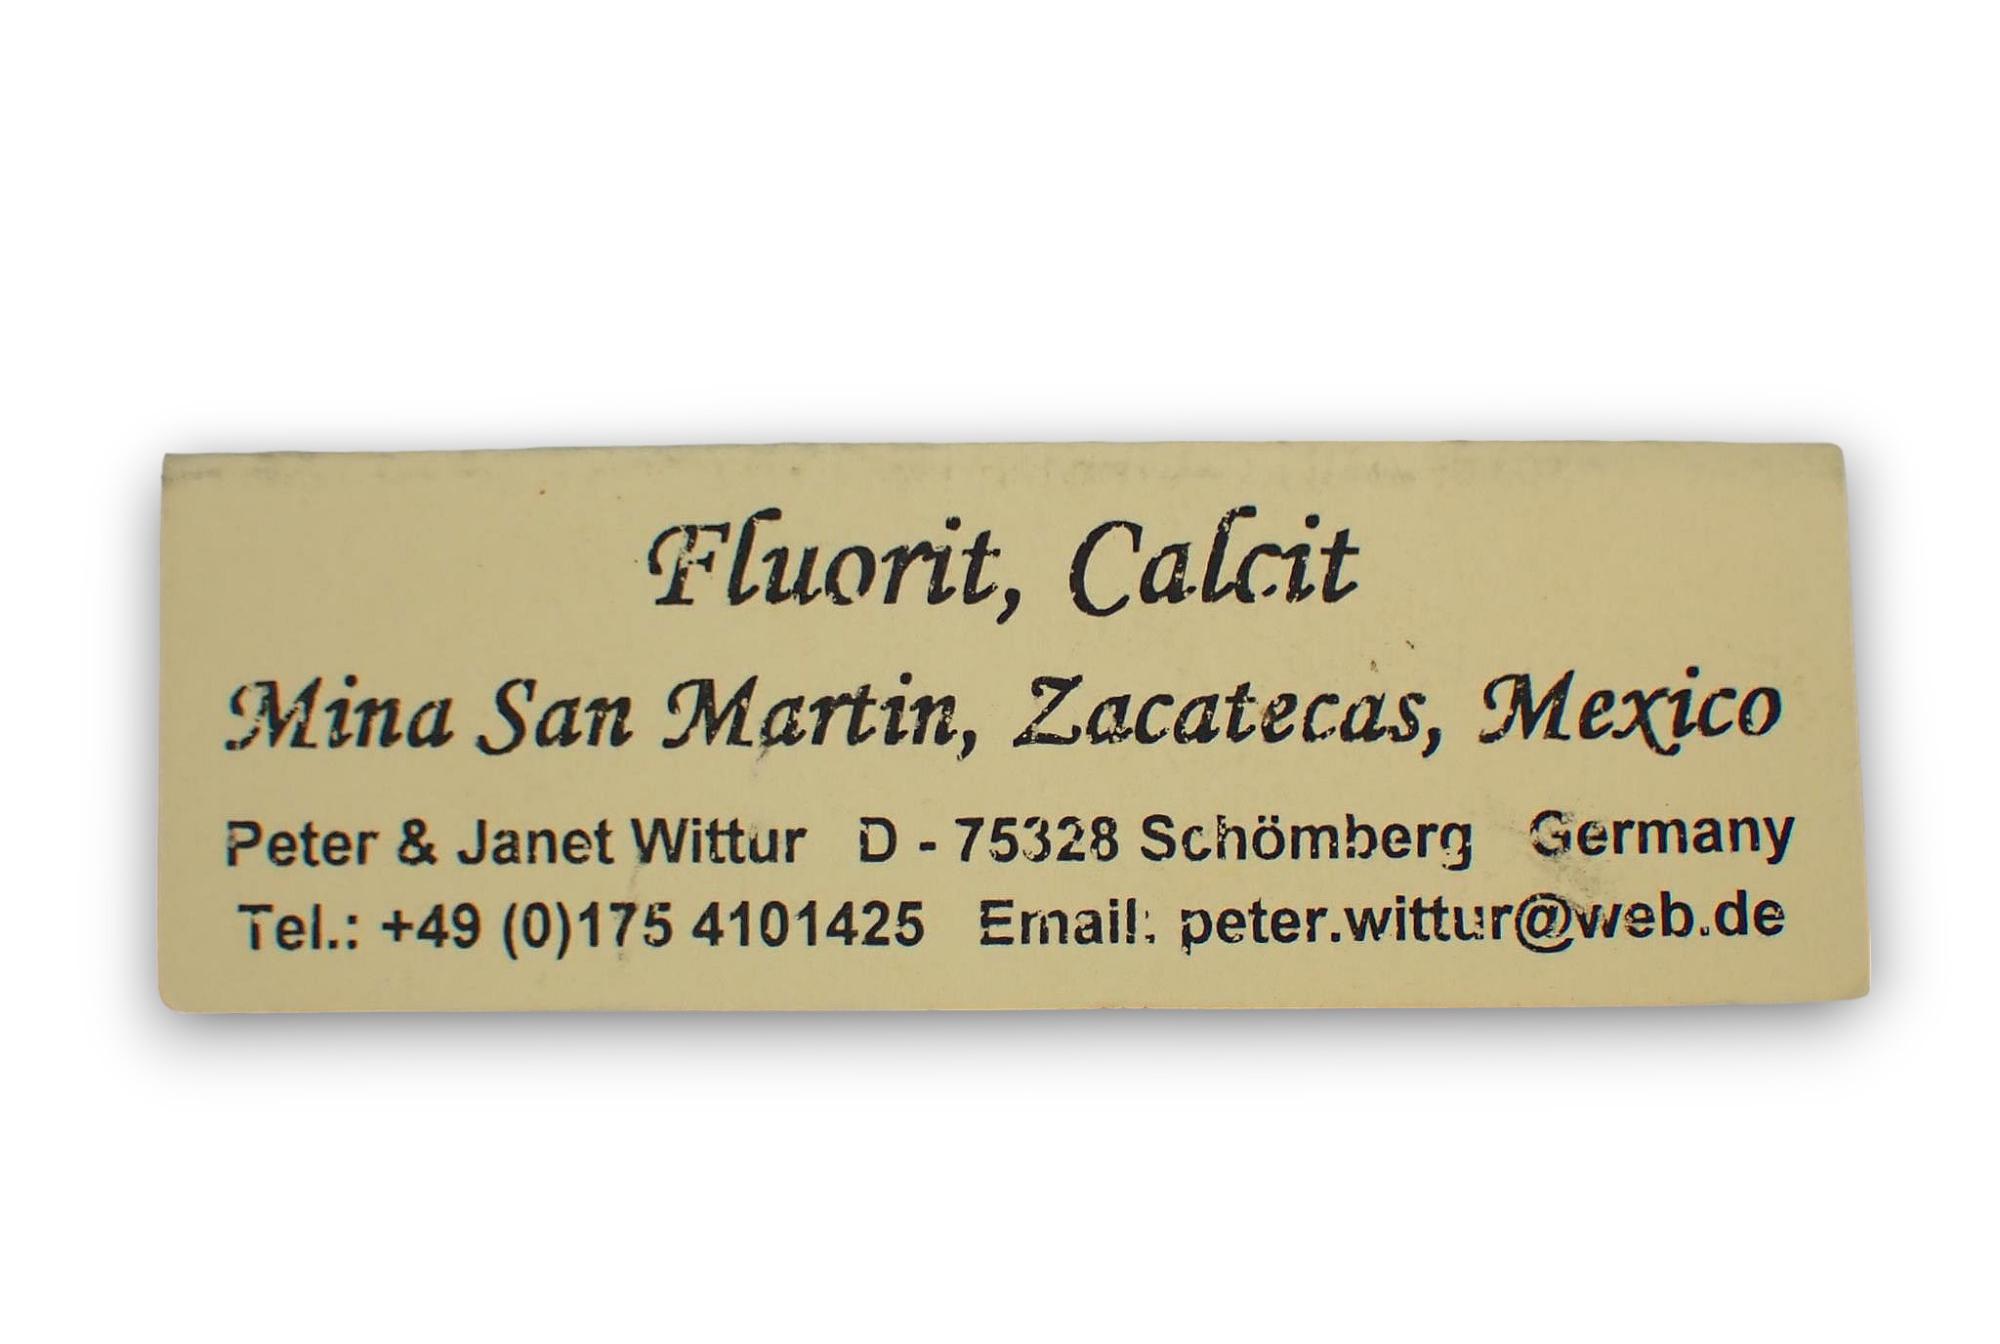 Fluorit, Calcit
Mina San Martin, Zacatecas, Mexico
Peter & Janet Wittur D - 75328 Schömberg Germany
Tel.: +49 (0)175 4101425 Email: peter.wittur@web.de